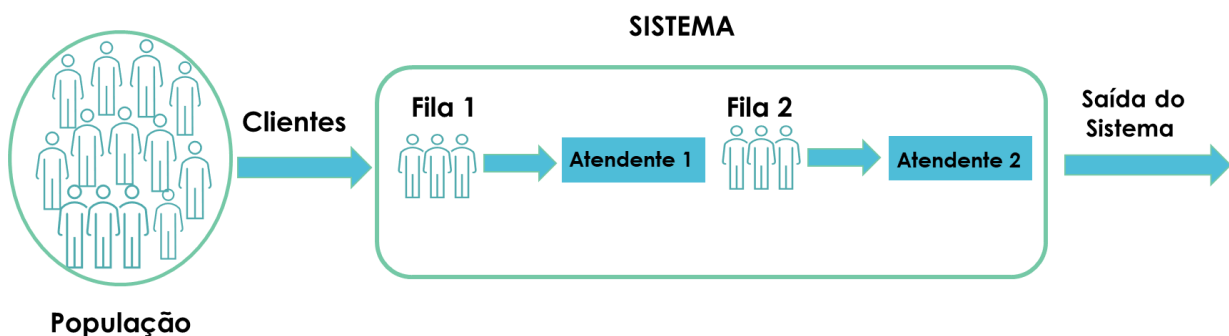 SISTEMA
Clientes
Fila 1
Atendente 1
Fila 2
Atendente 2
Saída do
Sistema
População